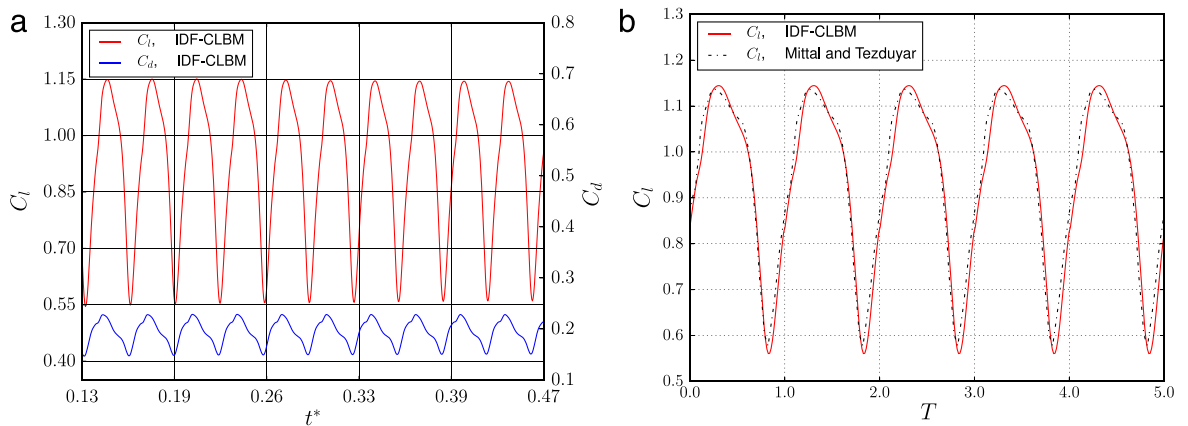 a
1.30
1.15
1.00
0.85
0.70
0.55
0.40
C_l
C_l, IDF-CLBM
C_d, IDF-CLBM
0.8
0.7
0.6
0.5
0.4
0.3
0.2
0.1
C_d
0.13 0.19 0.26 0.33 0.39 0.47
t*
b
1.3
1.2
1.1
1.0
0.9
0.8
0.7
0.6
0.5
C_l
C_l, IDF-CLBM
C_l, Mittal and Tezduyar
0.0 1.0 2.0 3.0 4.0 5.0
T